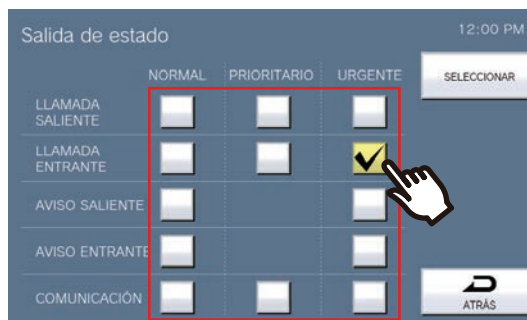 Salida de estado
12:00 PM
NORMAL PRIORITARIO URGENTE
SELECCIONAR
LLAMADA
SALIENTE
LLAMADA
ENTRANTE
AVISO SALIENTE
AVISO ENTRANTE
COMUNICACIÓN
ATRÁS